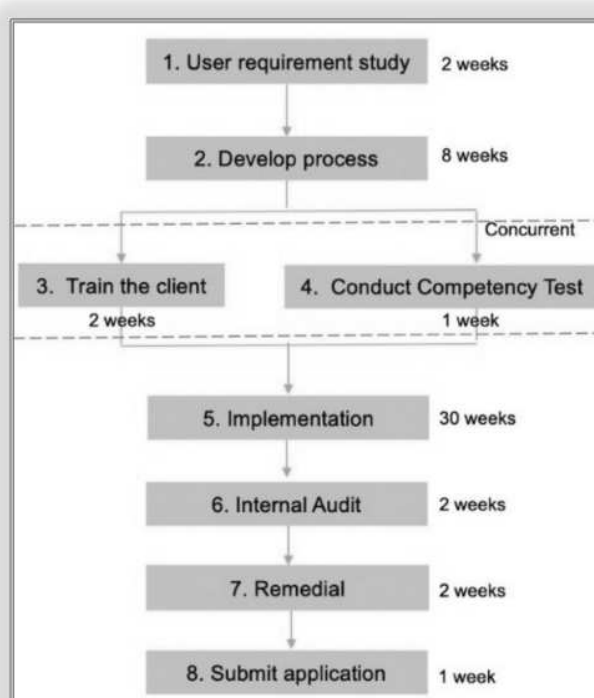 1. User requirement study 2 weeks
2. Develop process 8 weeks
Concurrent
3. Train the client 4. Conduct Competency Test
2 weeks 1 week
5. Implementation 30 weeks
6. Internal Audit 2 weeks
7. Remedial 2 weeks
8. Submit application 1 week